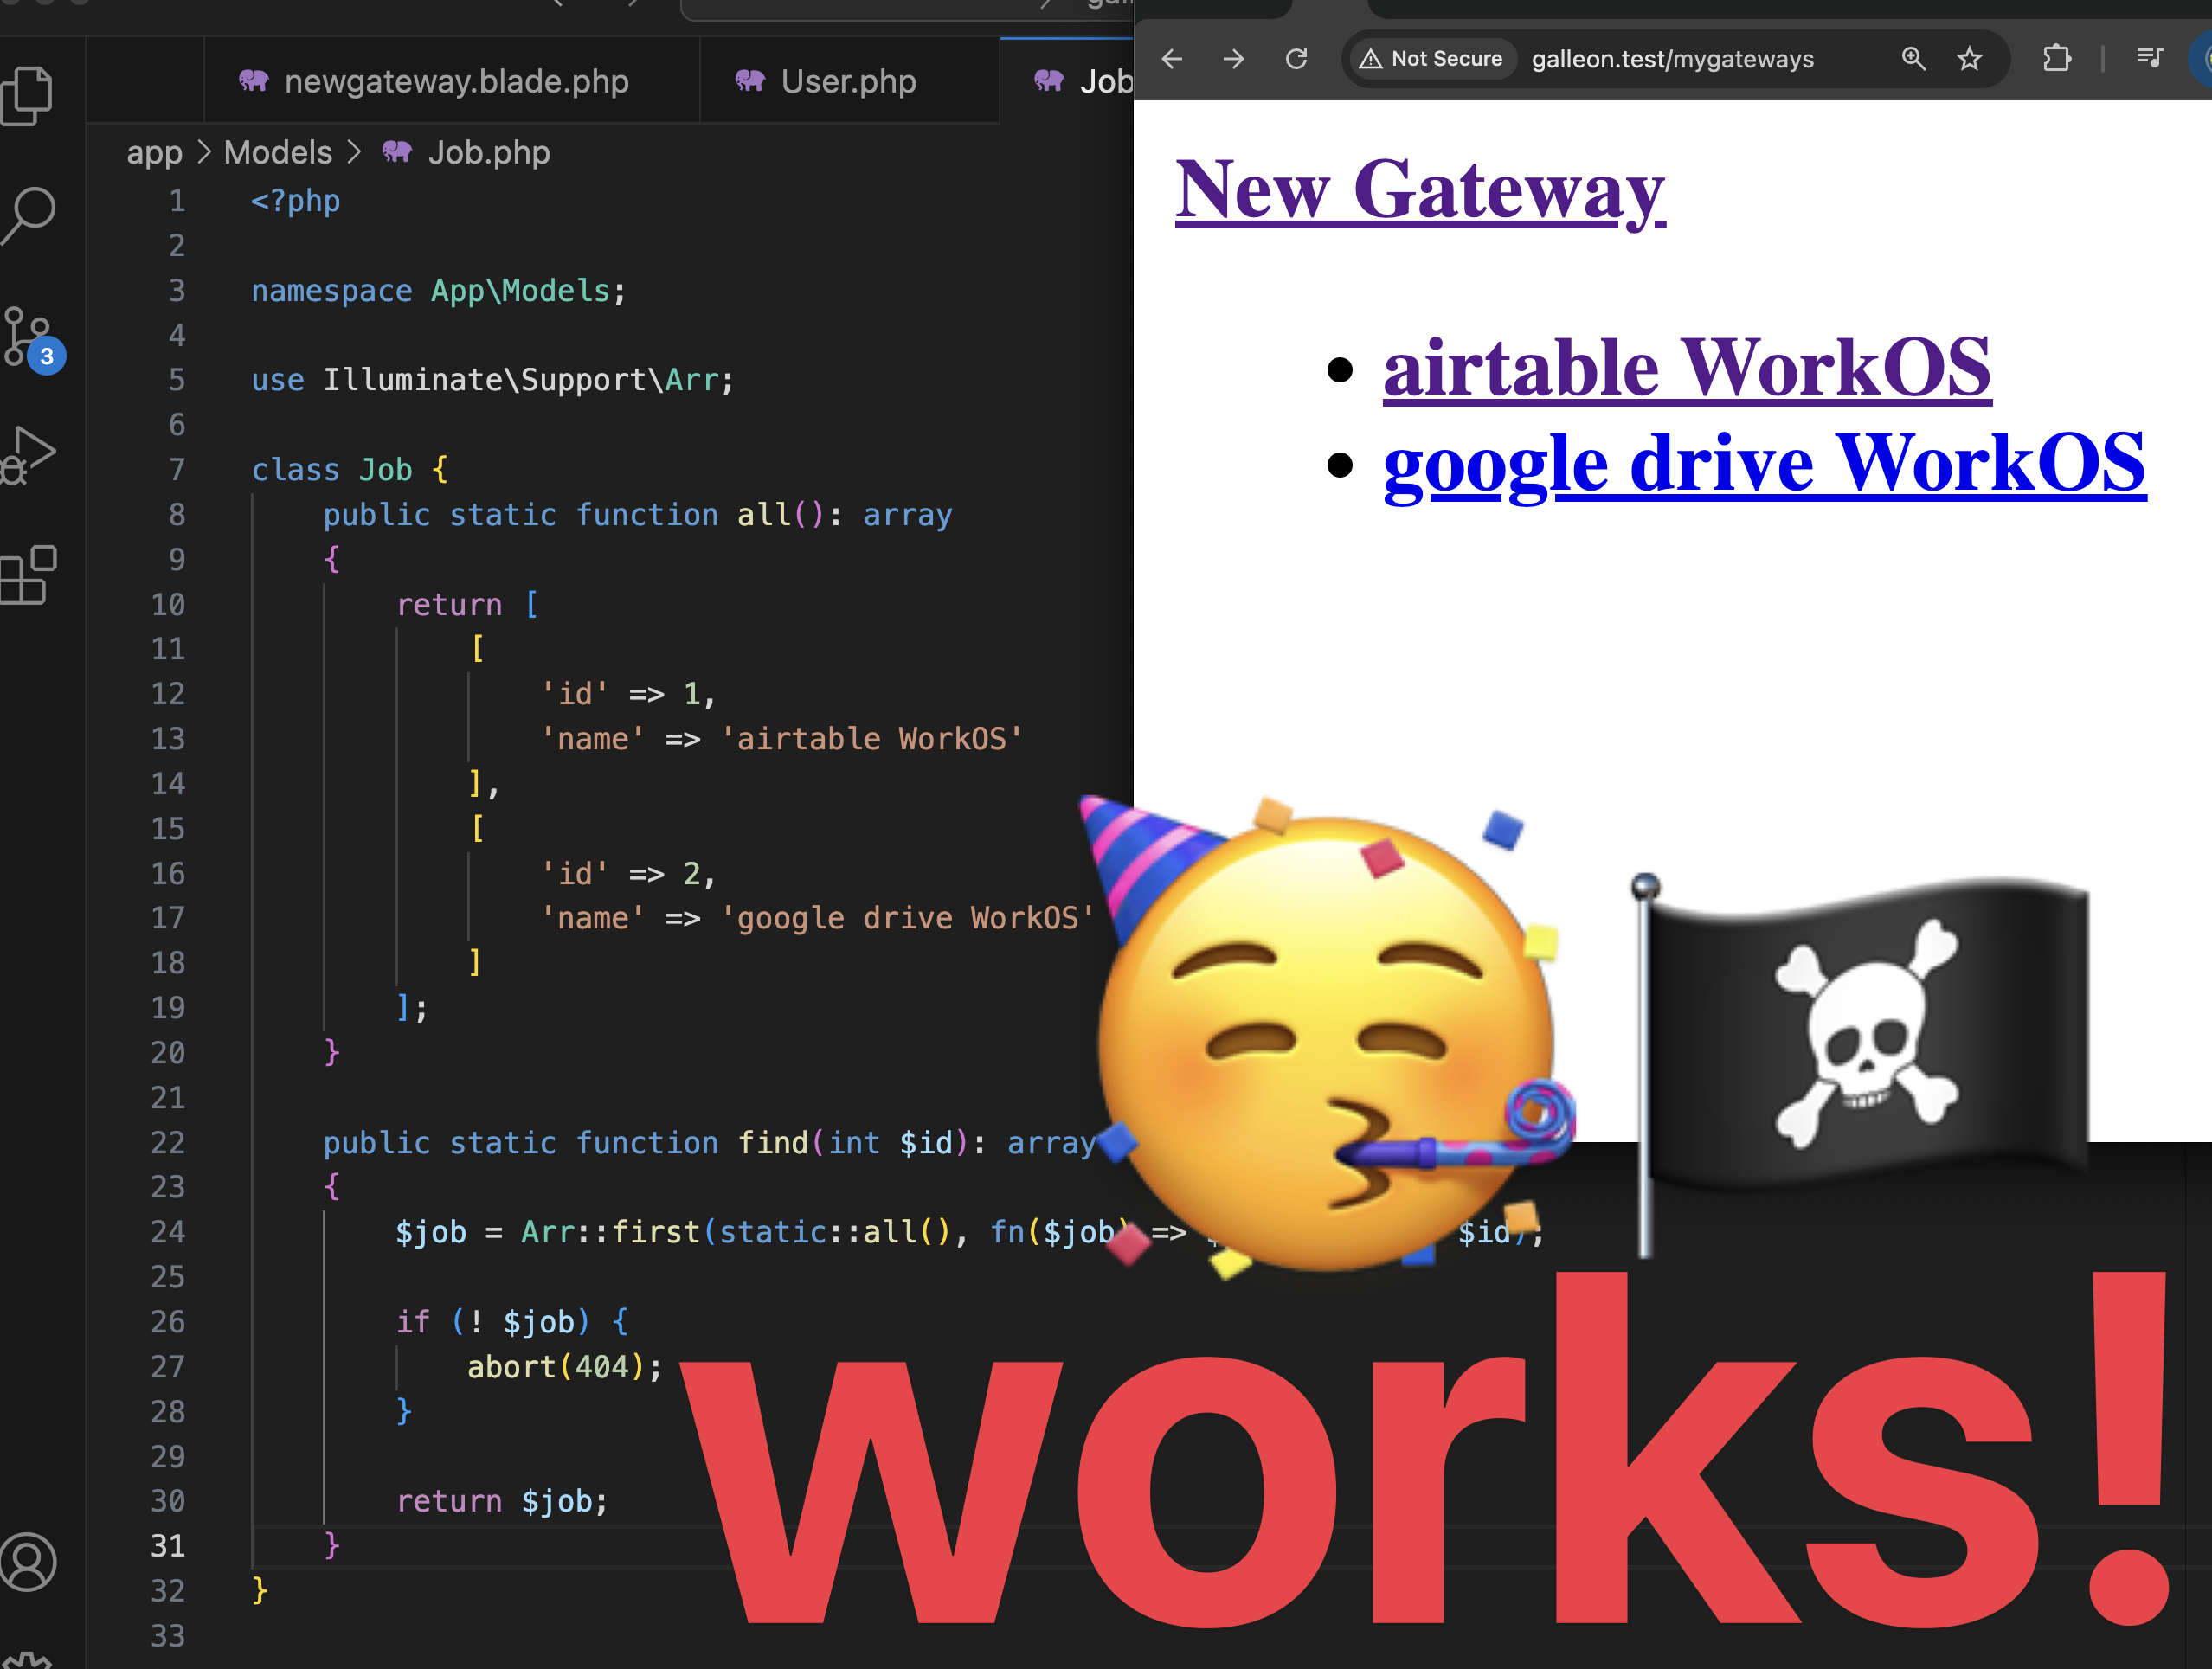 newgateway.blade.php
User.php
Job
app > Models > Job.php
1 <?php
2
3 namespace App\Models;
4
5 use Illuminate\Support\Arr;
6
7 class Job {
8 public static function all(): array
9 {
10 return [
11 [
12 'id' => 1,
13 'name' => 'airtable WorkOS'
14 ],
15 [
16 'id' => 2,
17 'name' => 'google drive WorkOS'
18 ]
19 ];
20 }
21
22 public static function find(int $id): array
23 {
24 $job = Arr::first(static::all(), fn($job) => $id);
25
26 if (! $job) {
27 abort(404);
28 }
29
30 return $job;
31 }
32 }
33
3
Not Secure galleon.test/mygateways
New Gateway
• airtable WorkOS
• google drive WorkOS
works!